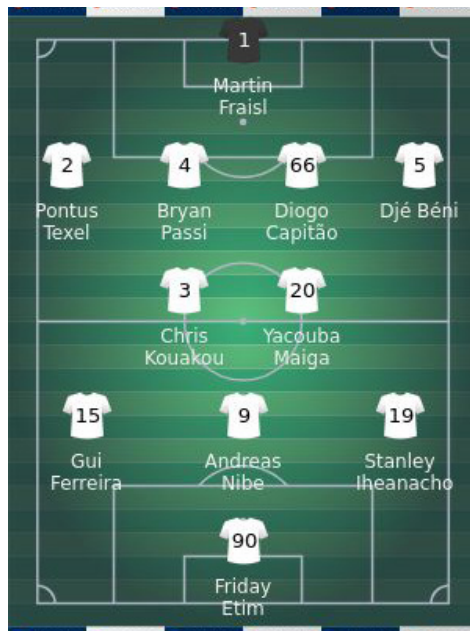 1
Martin
Fraisl
2 4 66 5
Pontus Bryan Diogo Djé Béni
Texel Passi Capitão
3 20
Chris Yacouba
Kouakou Maiga
15 9 19
Gui Andreas Stanley
Ferreira Nibe Iheanacho
90
Friday
Etim